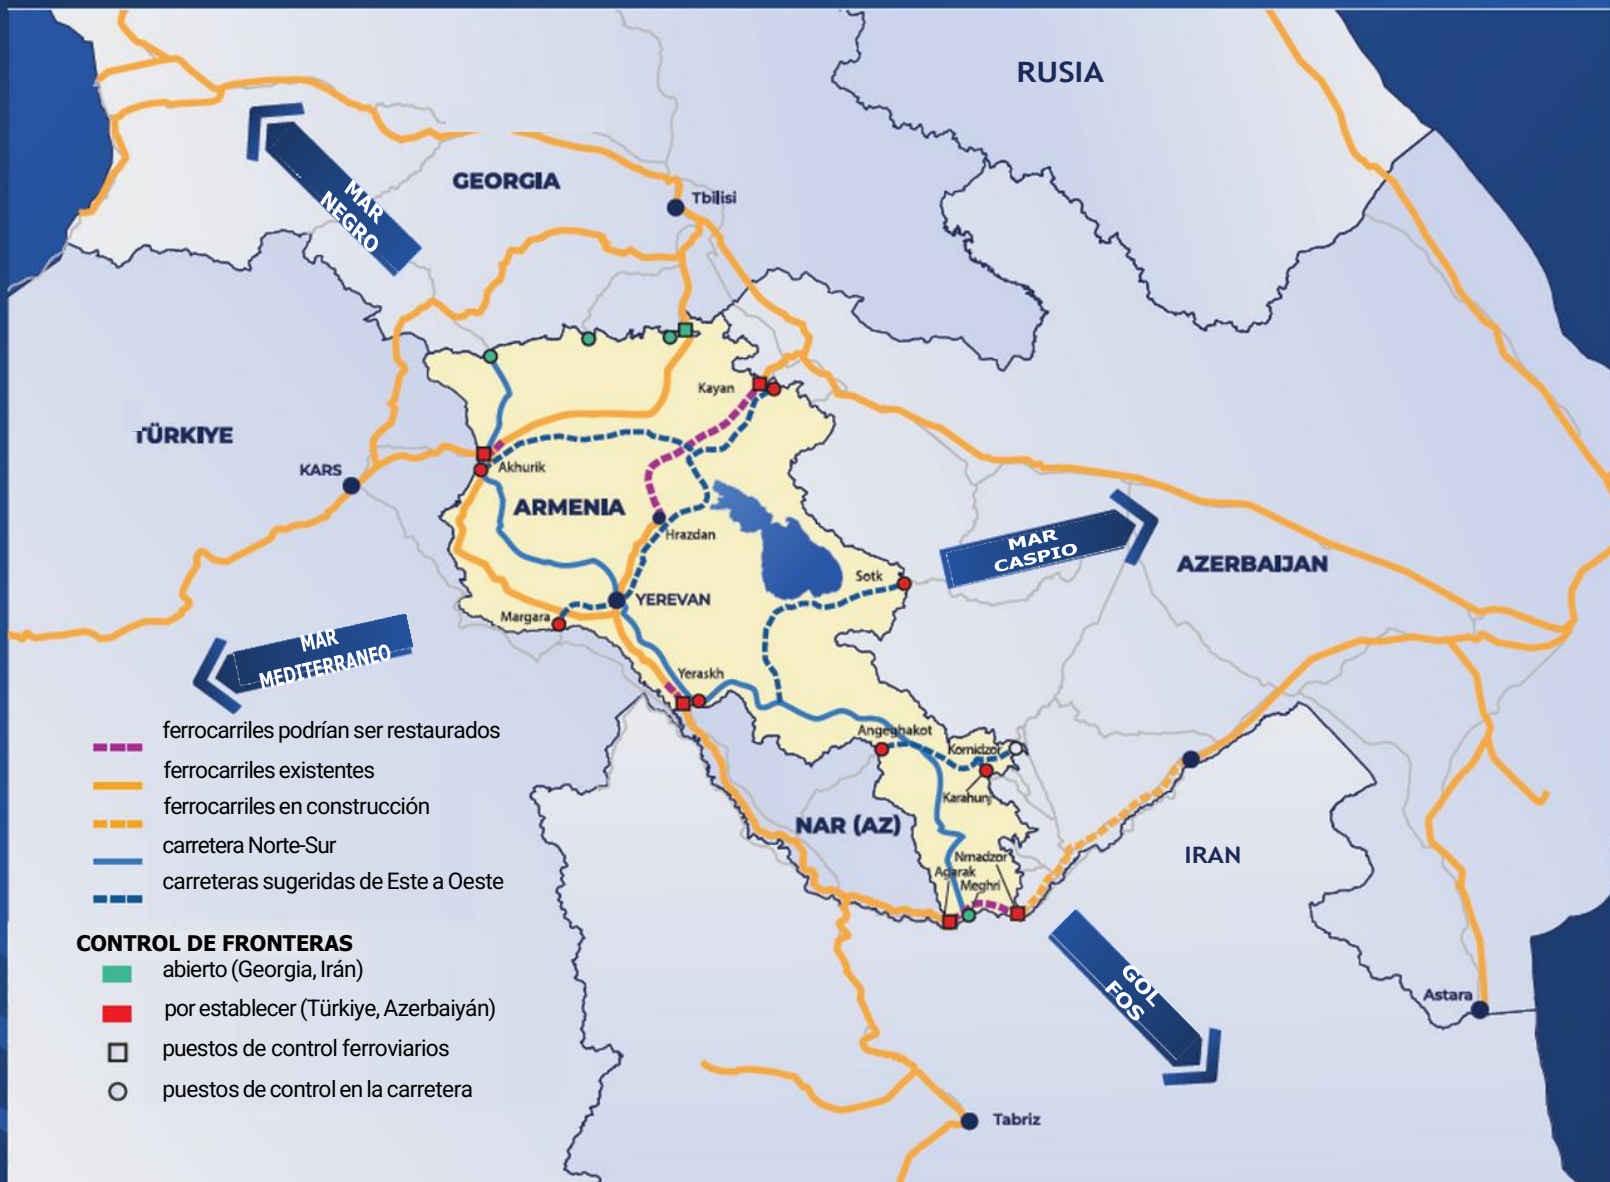 RUSIA
GEORGIA
Tbilisi
MAR
NEGRO
Kayan
TÜRKIYE
KARS
Akhurik
ARMENIA
Hrazdan
MAR
CASPIO
AZERBAIJAN
Sotk
YEREVAN
Margara
MAR
MEDITERRANEO
Yeraskh
Angeghakot
Kornidzor
Karahunj
NAR (AZ)
IRAN
Nrnadzor
Agarak
Meghri
GOL
FOS
Astara
Tabriz
ferrocarriles podrían ser restaurados
ferrocarriles existentes
ferrocarriles en construcción
carretera Norte-Sur
carreteras sugeridas de Este a Oeste
CONTROL DE FRONTERAS
abierto (Georgia, Irán)
por establecer (Türkiye, Azerbaiyán)
puestos de control ferroviarios
puestos de control en la carretera